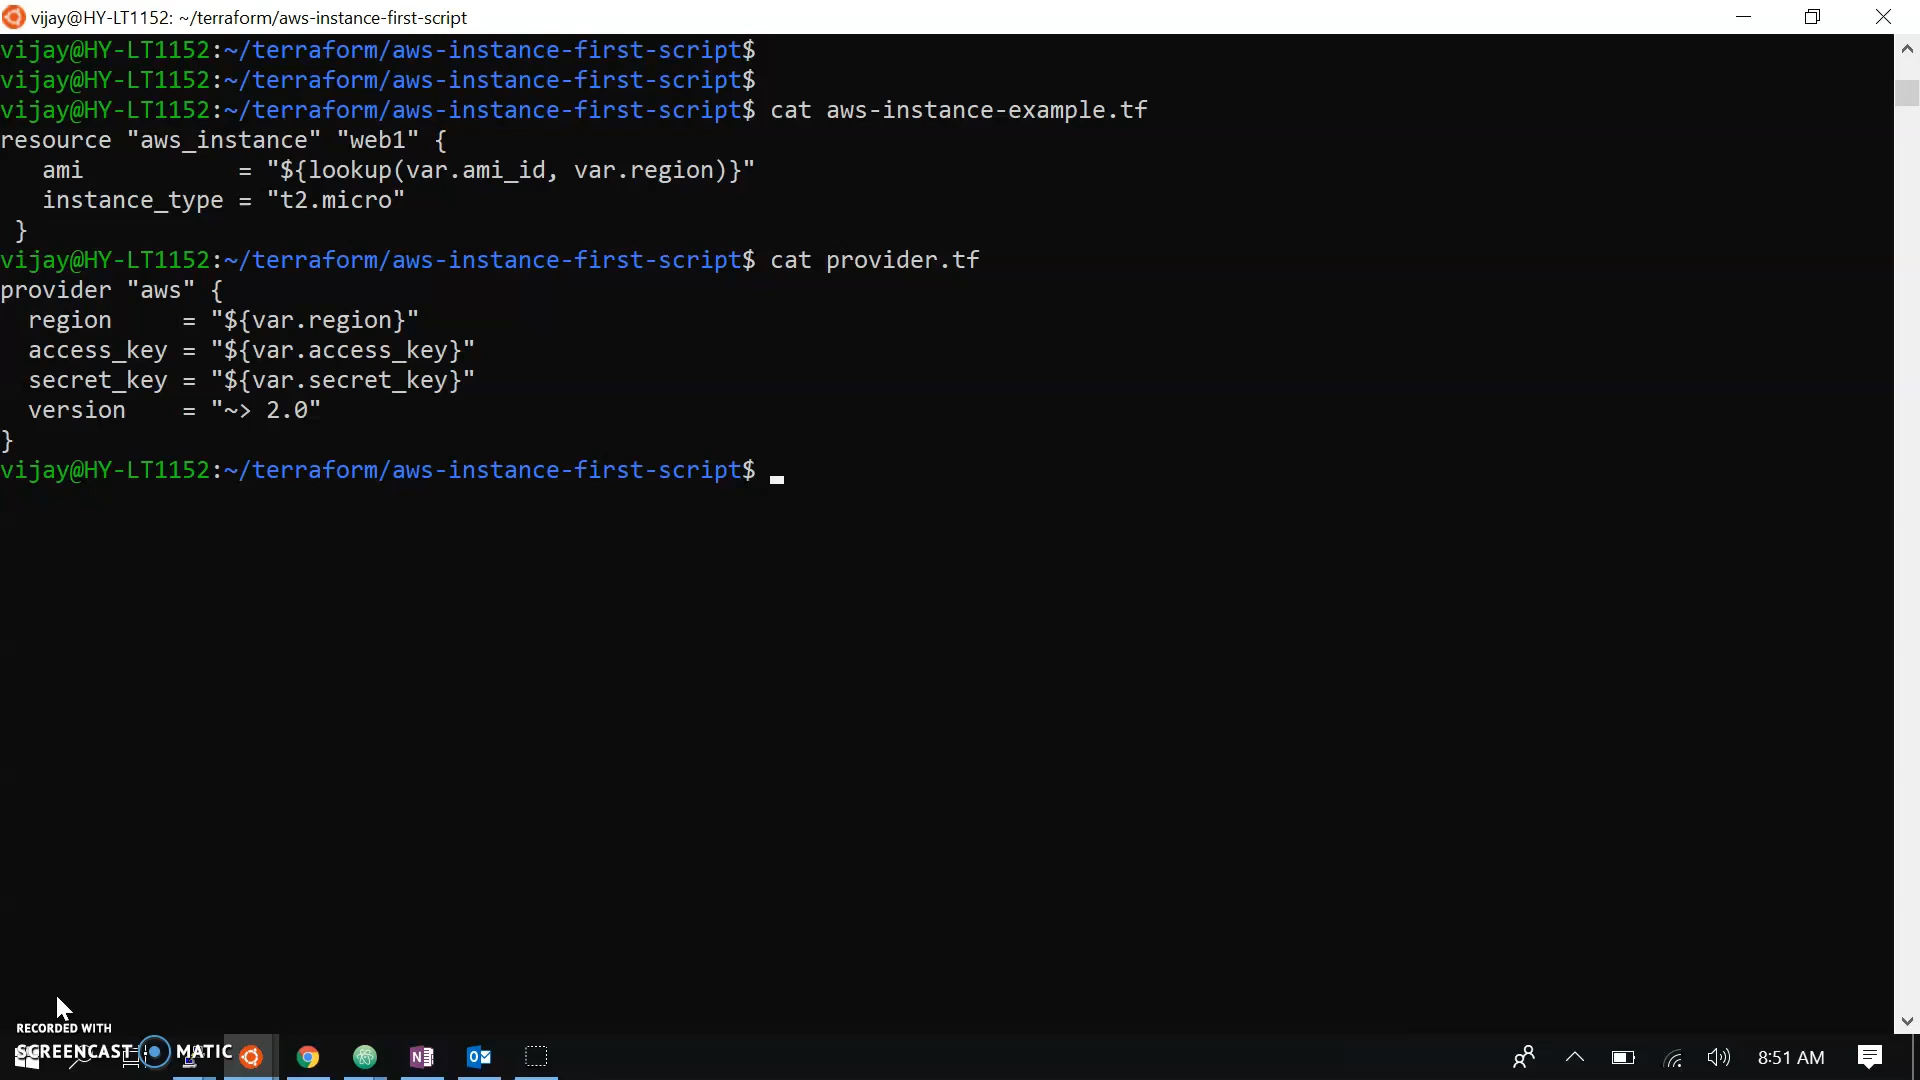 vijay@HY-LT1152: ~/terraform/aws-instance-first-script
vijay@HY-LT1152:~/terraform/aws-instance-first-script$
vijay@HY-LT1152:~/terraform/aws-instance-first-script$
vijay@HY-LT1152:~/terraform/aws-instance-first-script$ cat aws-instance-example.tf
resource "aws_instance" "web1" {
   ami           = "${lookup(var.ami_id, var.region)}"
   instance_type = "t2.micro"
 }
vijay@HY-LT1152:~/terraform/aws-instance-first-script$ cat provider.tf
provider "aws" {
  region     = "${var.region}"
  access_key = "${var.access_key}"
  secret_key = "${var.secret_key}"
  version    = "~> 2.0"
}
vijay@HY-LT1152:~/terraform/aws-instance-first-script$
RECORDED WITH
SCREENCAST MATIC
8:51 AM